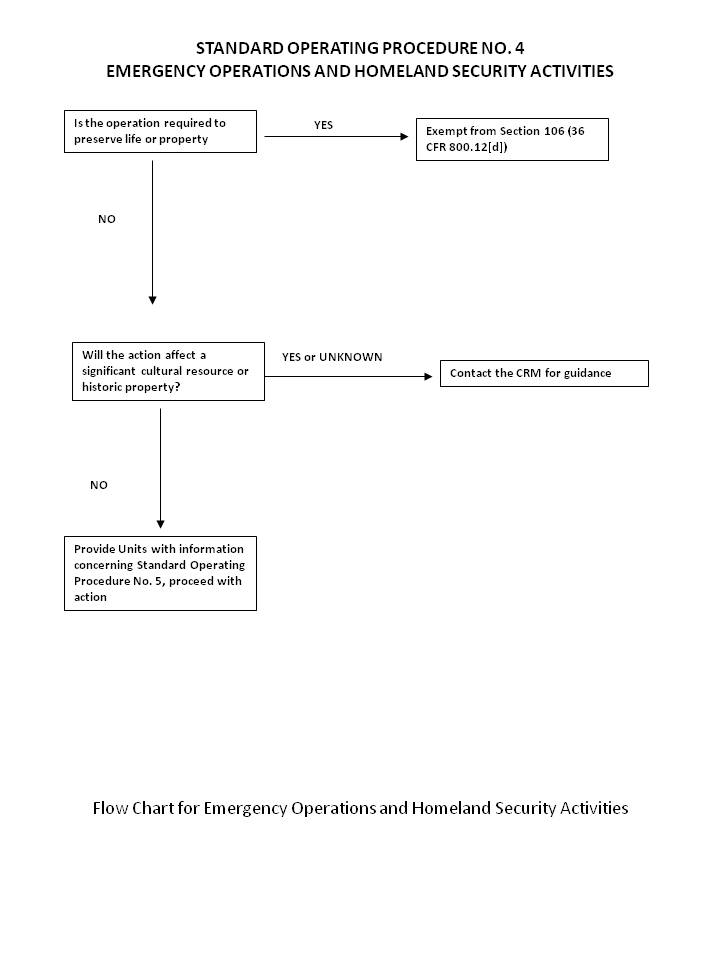 STANDARD OPERATING PROCEDURE NO. 4
EMERGENCY OPERATIONS AND HOMELAND SECURITY ACTIVITIES
Is the operation required to
preserve life or property
YES
Exempt from Section 106 (36
CFR 800.12[d])
NO
Will the action affect a
significant cultural resource or
historic property?
YES or UNKNOWN
Contact the CRM for guidance
NO
Provide Units with information
concerning Standard Operating
Procedure No. 5, proceed with
action
Flow Chart for Emergency Operations and Homeland Security Activities